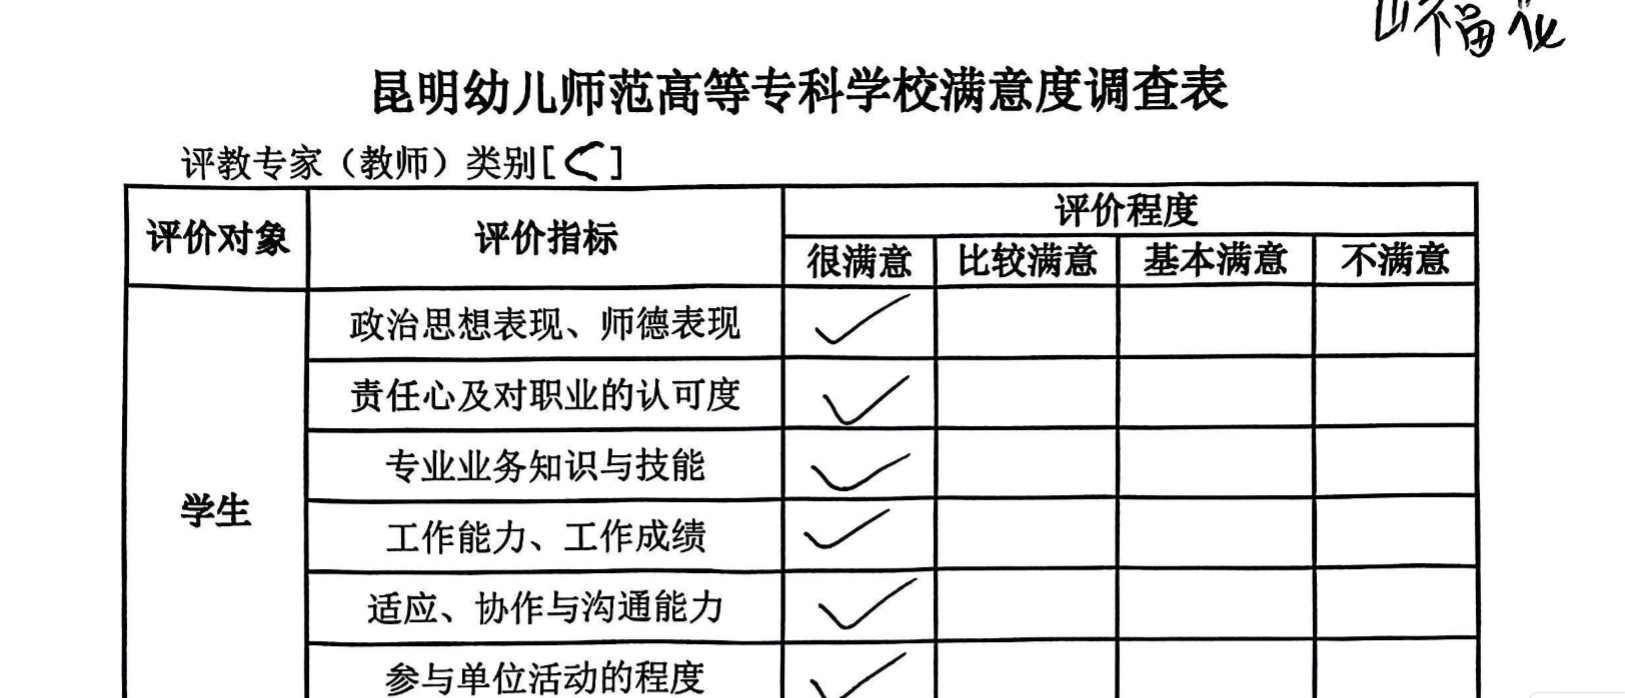 昆明幼儿师范高等专科学校满意度调查表
评教专家（教师）类别[C]
评价对象 评价指标 评价程度
很满意 比较满意 基本满意 不满意
学生
政治思想表现、师德表现 ✓
责任心及对职业的认可度 ✓
专业业务知识与技能 ✓
工作能力、工作成绩 ✓
适应、协作与沟通能力 ✓
参与单位活动的程度 ✓